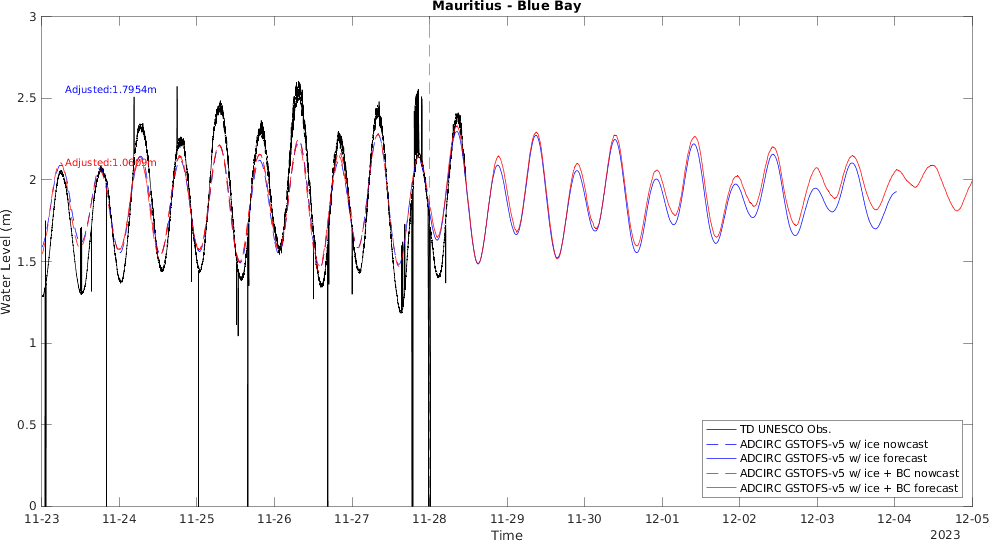 Mauritius - Blue Bay
3
2.5
2
1.5
1
0.5
0
Water Level (m)
Adjusted:1.7954m
TD UNESCO Obs.
ADCIRC GSTOFS-v5 w/ ice nowcast
ADCIRC GSTOFS-v5 w/ ice forecast
ADCIRC GSTOFS-v5 w/ ice + BC nowcast
ADCIRC GSTOFS-v5 w/ ice + BC forecast
11-23 11-24 11-25 11-26 11-27 11-28 11-29 11-30 12-01 12-02 12-03 12-04 12-05
Time
2023